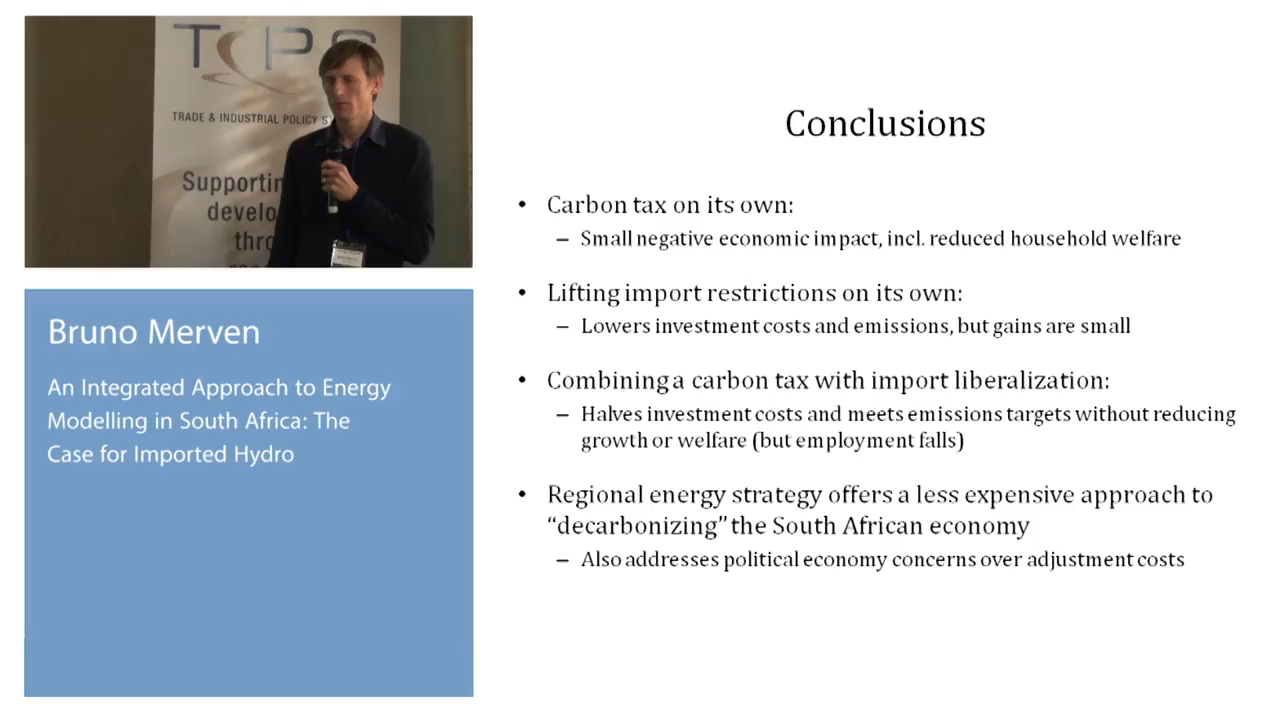 TIPS
TRADE & INDUSTRIAL POLICY
Bruno Merven
An Integrated Approach to Energy
Modelling in South Africa: The
Case for Imported Hydro
Conclusions
• Carbon tax on its own:
– Small negative economic impact, incl. reduced household welfare
• Lifting import restrictions on its own:
– Lowers investment costs and emissions, but gains are small
• Combining a carbon tax with import liberalization:
– Halves investment costs and meets emissions targets without reducing
growth or welfare (but employment falls)
• Regional energy strategy offers a less expensive approach to
“decarbonizing” the South African economy
– Also addresses political economy concerns over adjustment costs